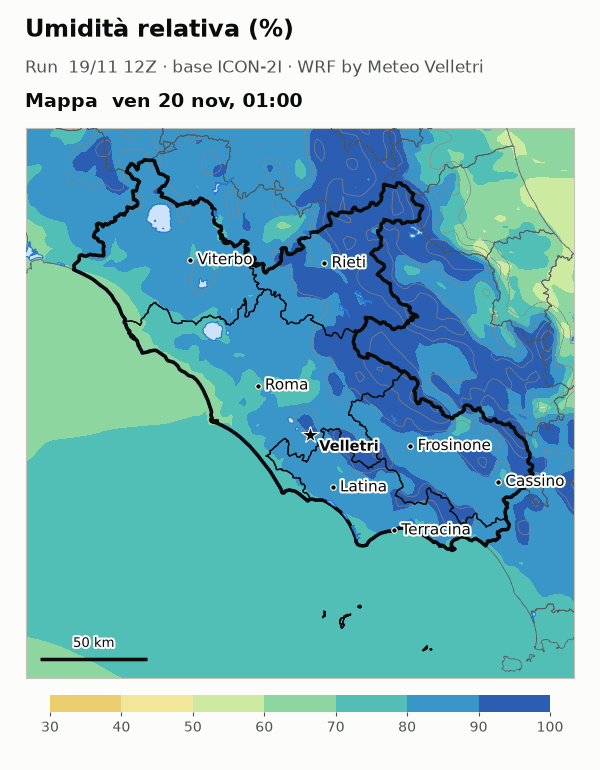 Umidità relativa (%)
Run  19/11 12Z · base ICON-2I · WRF by Meteo Velletri
Mappa  ven 20 nov, 01:00
Viterbo
Rieti
Roma
Velletri
Frosinone
Latina
Cassino
Terracina
50 km
30 40 50 60 70 80 90 100